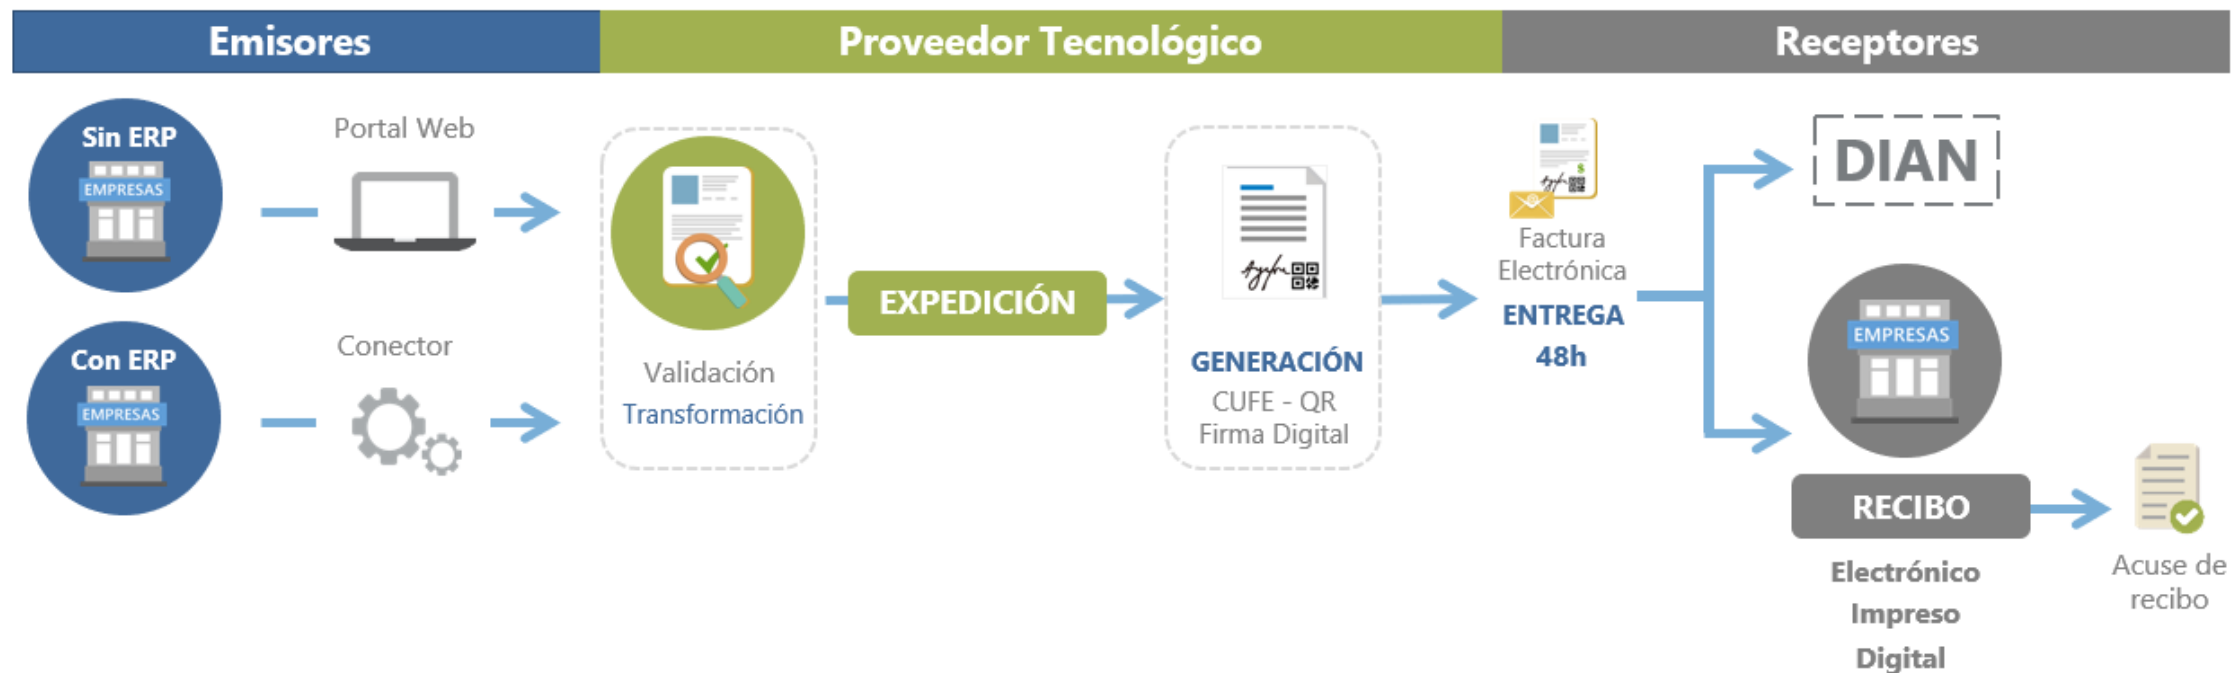 Emisores
Proveedor Tecnológico
Receptores
Sin ERP
EMPRESAS
Portal Web
Con ERP
EMPRESAS
Conector
Validación
Transformación
EXPEDICIÓN
GENERACIÓN
CUFE - QR
Firma Digital
Factura
Electrónica
ENTREGA
48h
DIAN
EMPRESAS
RECIBO
Electrónico
Impreso
Digital
Acuse de
recibo